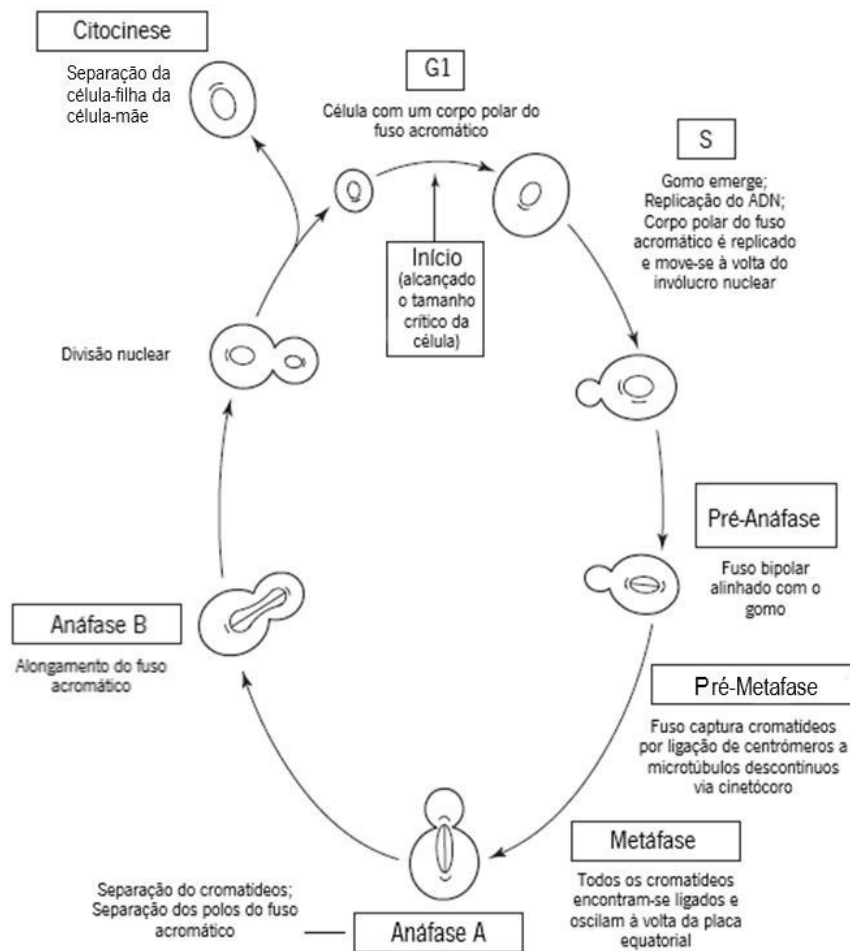 Citocinese
Separação da
célula-filha da
célula-mãe
G1
Célula com um corpo polar do
fuso acromático
S
Gomo emerge;
Replicação do ADN;
Corpo polar do fuso
acromático é replicado
e move-se à volta do
invólucro nuclear
Início
(alcançado
o tamanho
crítico da
célula)
Divisão nuclear
Pré-Anáfase
Fuso bipolar
alinhado com o
gomo
Anáfase B
Alongamento do fuso
acromático
Pré-Metafase
Fuso captura cromatídeos
por ligação de centrómeros a
microtúbulos descontínuos
via cinetócoro
Metáfase
Todos os cromatídeos
encontram-se ligados e
oscilam à volta da placa
equatorial
Separação do cromatídeos;
Separação dos polos do fuso
acromático
Anáfase A